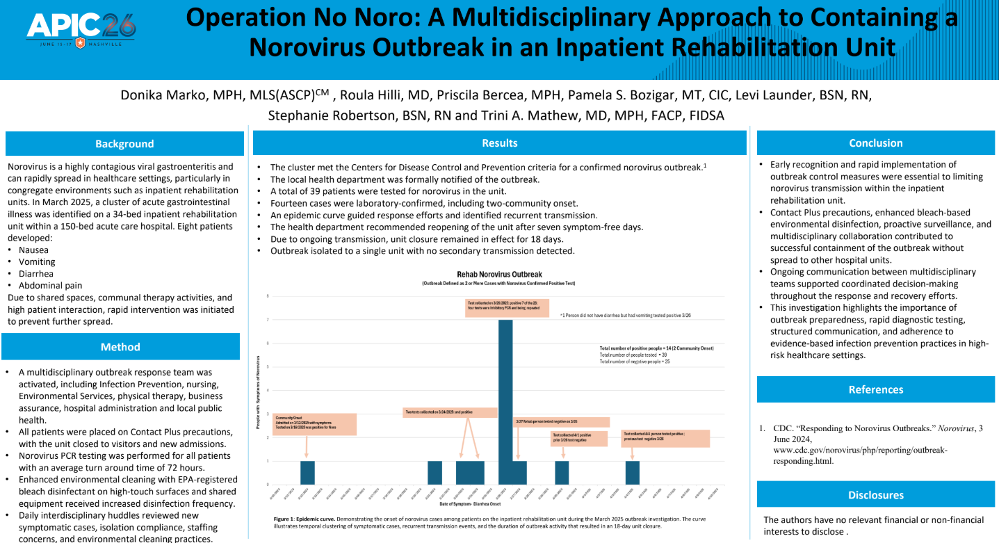 APIC26
JUNE 15-17 NASHVILLE
Operation No Noro: A Multidisciplinary Approach to Containing a
Norovirus Outbreak in an Inpatient Rehabilitation Unit
Donika Marko, MPH, MLS(ASCP)CM , Roula Hilli, MD, Priscila Bercea, MPH, Pamela S. Bozigar, MT, CIC, Levi Launder, BSN, RN,
Stephanie Robertson, BSN, RN and Trini A. Mathew, MD, MPH, FACP, FIDSA
Background
Norovirus is a highly contagious viral gastroenteritis and
can rapidly spread in healthcare settings, particularly in
congregate environments such as inpatient rehabilitation
units. In March 2025, a cluster of acute gastrointestinal
illness was identified on a 34-bed inpatient rehabilitation
unit within a 150-bed acute care hospital. Eight patients
developed:
• Nausea
• Vomiting
• Diarrhea
• Abdominal pain
Due to shared spaces, communal therapy activities, and
high patient interaction, rapid intervention was initiated
to prevent further spread.
Method
• A multidisciplinary outbreak response team was
activated, including Infection Prevention, nursing,
Environmental Services, physical therapy, business
assurance, hospital administration and local public
health.
• All patients were placed on Contact Plus precautions,
with the unit closed to visitors and new admissions.
• Norovirus PCR testing was performed for all patients
with an average turn around time of 72 hours.
• Enhanced environmental cleaning with EPA-registered
bleach disinfectant on high-touch surfaces and shared
equipment received increased disinfection frequency.
• Daily interdisciplinary huddles reviewed new
symptomatic cases, isolation compliance, staffing
concerns, and environmental cleaning practices.
Results
• The cluster met the Centers for Disease Control and Prevention criteria for a confirmed norovirus outbreak.1
• The local health department was formally notified of the outbreak.
• A total of 39 patients were tested for norovirus in the unit.
• Fourteen cases were laboratory-confirmed, including two-community onset.
• An epidemic curve guided response efforts and identified recurrent transmission.
• The health department recommended reopening of the unit after seven symptom-free days.
• Due to ongoing transmission, unit closure remained in effect for 18 days.
• Outbreak isolated to a single unit with no secondary transmission detected.
Rehab Norovirus Outbreak
(Outbreak Defined as 2 or More Cases with Norovirus Confirmed Positive Test)
People with Symptoms of Norovirus
8
7
6
5
4
3
2
1
0
Test collected on 3/26/2025: positive 7 of the 28;
four tests were Inhibitory PCR and being repeated
*1 Person did not have diarrhea but had vomiting tested positive 3/26
Total number of positive people = 14 (2 Community Onset)
Total number of people tested = 39
Total number of negative people = 25
Community Onset
Admitted on 3/12/2025 with symptoms
Tested on 3/16/2025 was positive for Noro
Two tests collected on 3/24/2025: and positive
3/27 Rehab person tested negative on 3/26
Test collected 4/1 positive
prior 3/28 test negative
Test collected 4/4 person tested positive ;
previous test negative 3/26
Date of Symptom- Diarrhea Onset
Figure 1: Epidemic curve. Demonstrating the onset of norovirus cases among patients on the inpatient rehabilitation unit during the March 2025 outbreak investigation. The curve
illustrates temporal clustering of symptomatic cases, recurrent transmission events, and the duration of outbreak activity that resulted in an 18-day unit closure.
Conclusion
• Early recognition and rapid implementation of
outbreak control measures were essential to limiting
norovirus transmission within the inpatient
rehabilitation unit.
• Contact Plus precautions, enhanced bleach-based
environmental disinfection, proactive surveillance, and
multidisciplinary collaboration contributed to
successful containment of the outbreak without
spread to other hospital units.
• Ongoing communication between multidisciplinary
teams supported coordinated decision-making
throughout the response and recovery efforts.
• This investigation highlights the importance of
outbreak preparedness, rapid diagnostic testing,
structured communication, and adherence to
evidence-based infection prevention practices in high-
risk healthcare settings.
References
1. CDC. “Responding to Norovirus Outbreaks.” Norovirus, 3
June 2024,
www.cdc.gov/norovirus/php/reporting/outbreak-
responding.html.
Disclosures
The authors have no relevant financial or non-financial
interests to disclose .